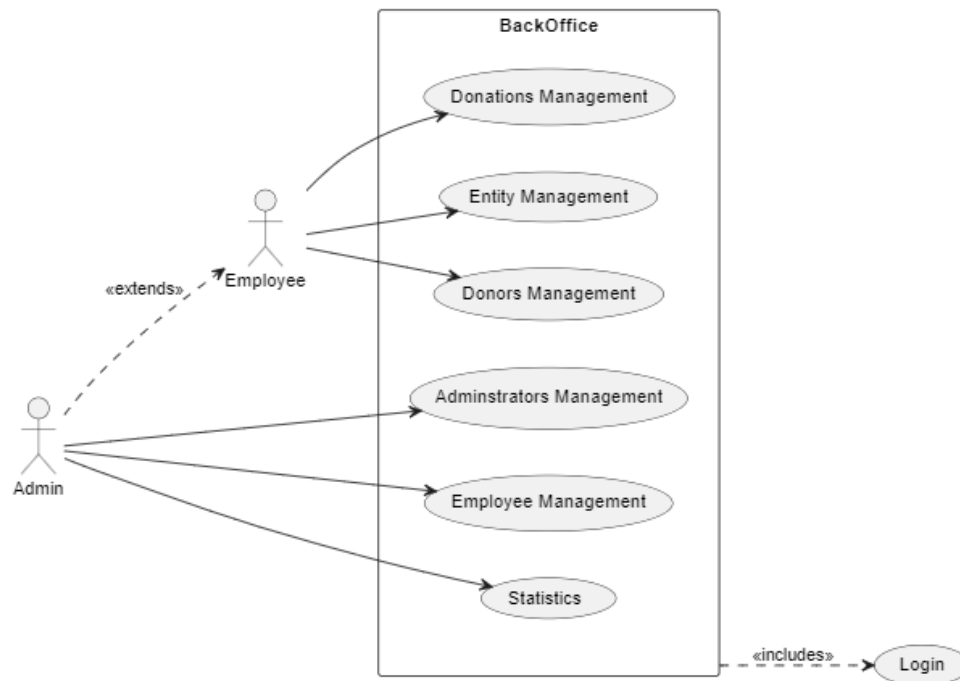 BackOffice
Donations Management
Entity Management
Employee
«extends»
Donors Management
Adminstrators Management
Admin
Employee Management
Statistics
«includes»
Login